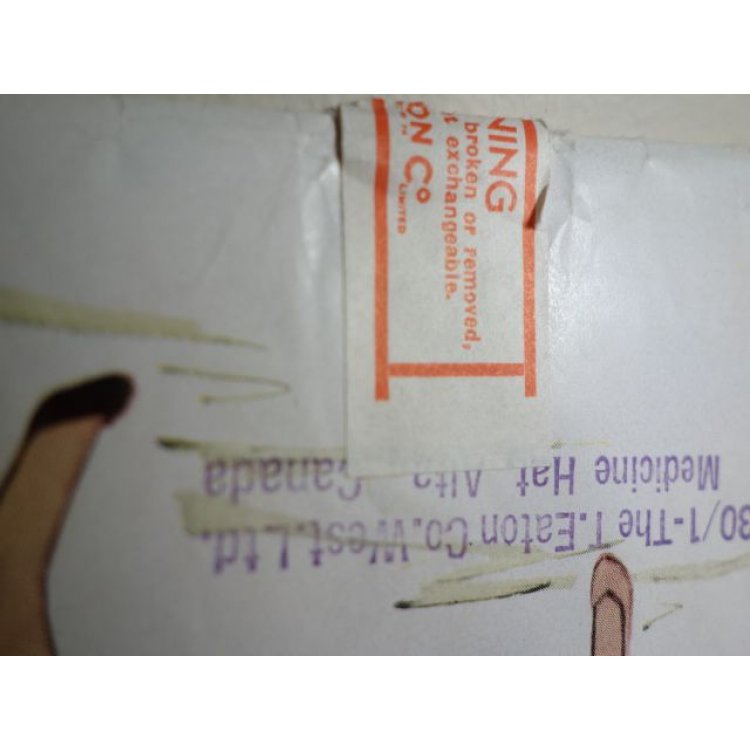 NING
broken or removed,
t exchangeable.
ON Co
LIMITED
30/1-The T.Eaton Co.West.Ltd.
Medicine Hat Alta Canada